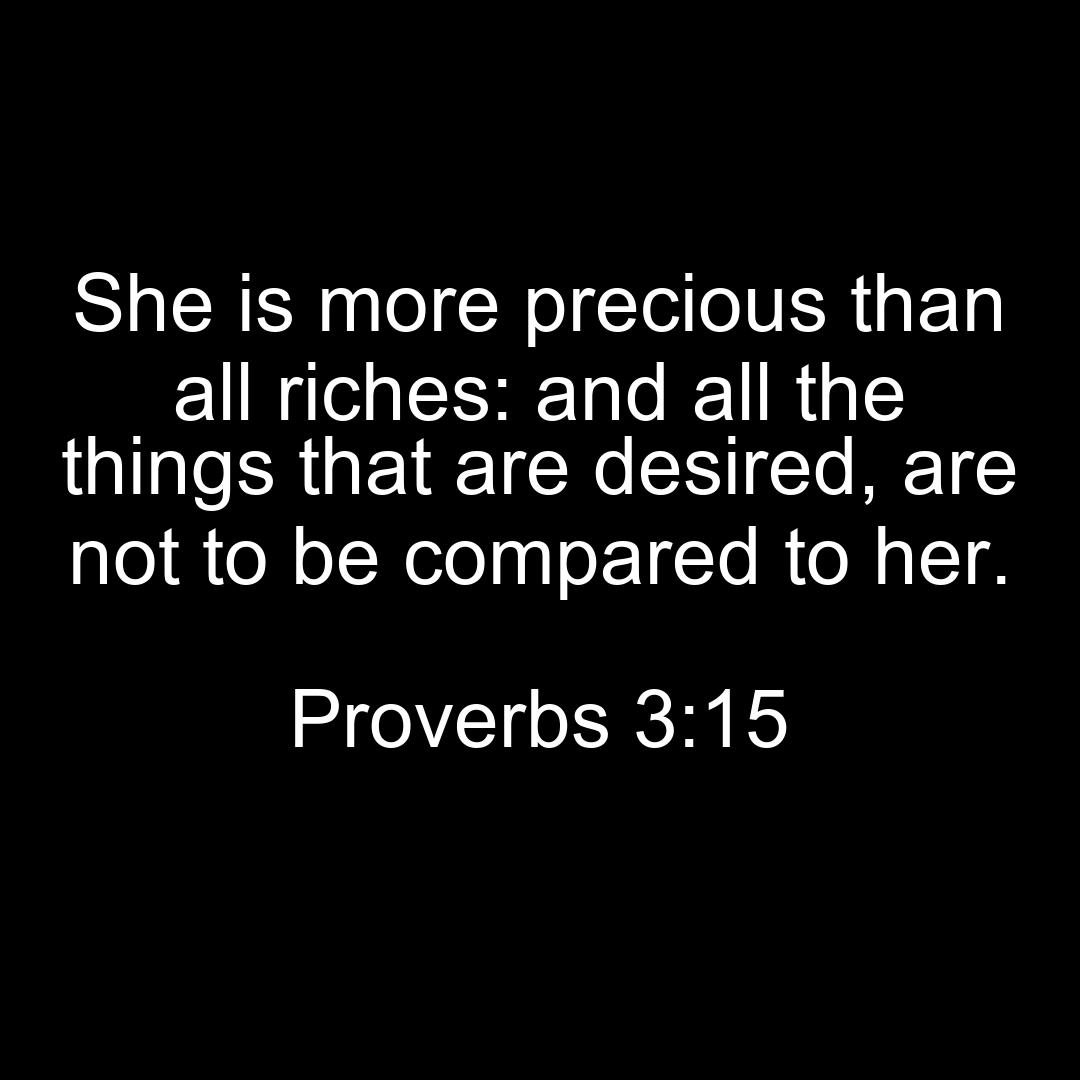 She is more precious than
all riches: and all the
things that are desired, are
not to be compared to her.
Proverbs 3:15